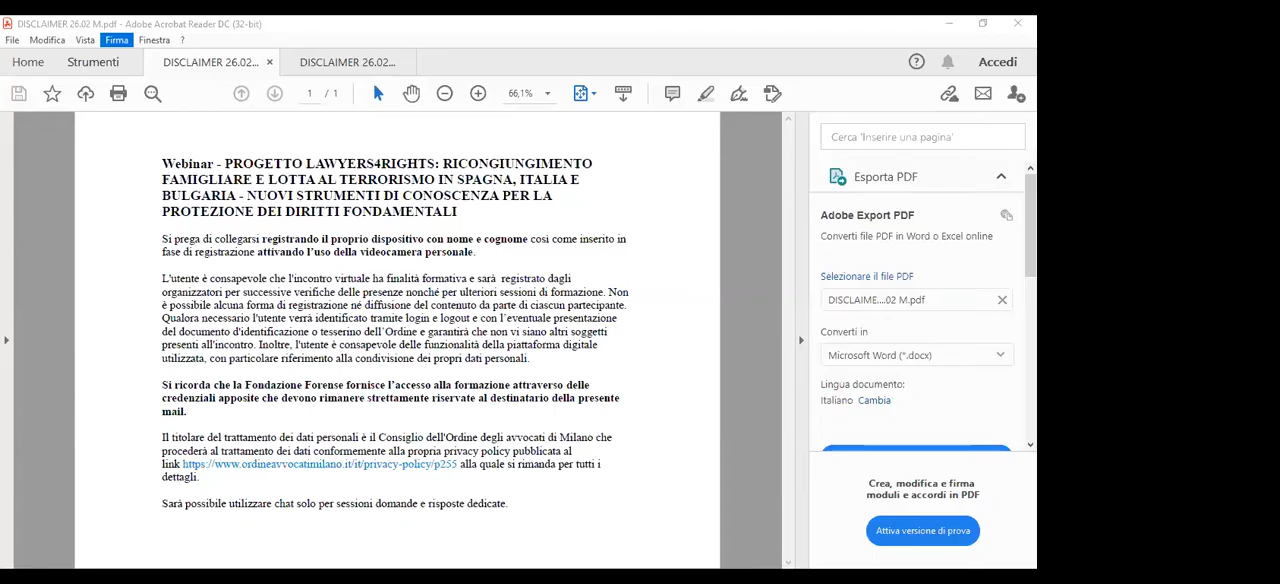 DISCLAIMER 26.02 M.pdf - Adobe Acrobat Reader DC (32-bit)
File Modifica Vista Firma Finestra ?
Home Strumenti DISCLAIMER 26.02... × DISCLAIMER 26.02... Accedi
1 / 1 66,1%
Webinar - PROGETTO LAWYERS4RIGHTS: RICONGIUNGIMENTO
FAMIGLIARE E LOTTA AL TERRORISMO IN SPAGNA, ITALIA E
BULGARIA - NUOVI STRUMENTI DI CONOSCENZA PER LA
PROTEZIONE DEI DIRITTI FONDAMENTALI
Si prega di collegarsi registrando il proprio dispositivo con nome e cognome così come inserito in
fase di registrazione attivando l'uso della videocamera personale.
L'utente è consapevole che l'incontro virtuale ha finalità formativa e sarà registrato dagli
organizzatori per successive verifiche delle presenze nonché per ulteriori sessioni di formazione. Non
è possibile alcuna forma di registrazione né diffusione del contenuto da parte di ciascun partecipante.
Qualora necessario l'utente verrà identificato tramite login e logout e con l'eventuale presentazione
del documento d'identificazione o tesserino dell'Ordine e garantirà che non vi siano altri soggetti
presenti all'incontro. Inoltre, l'utente è consapevole delle funzionalità della piattaforma digitale
utilizzata, con particolare riferimento alla condivisione dei propri dati personali.
Si ricorda che la Fondazione Forense fornisce l'accesso alla formazione attraverso delle
credenziali apposite che devono rimanere strettamente riservate al destinatario della presente
mail.
Il titolare del trattamento dei dati personali è il Consiglio dell'Ordine degli avvocati di Milano che
procederà al trattamento dei dati conformemente alla propria privacy policy pubblicata al
link https://www.ordineavvocatimilano.it/it/privacy-policy/p255 alla quale si rimanda per tutti i
dettagli.
Sarà possibile utilizzare chat solo per sessioni domande e risposte dedicate.
Cerca 'Inserire una pagina'
Esporta PDF
Adobe Export PDF
Converti file PDF in Word o Excel online
Selezionare il file PDF
DISCLAIME....02 M.pdf
Converti in
Microsoft Word (*.docx)
Lingua documento:
Italiano Cambia
Crea, modifica e firma
moduli e accordi in PDF
Attiva versione di prova